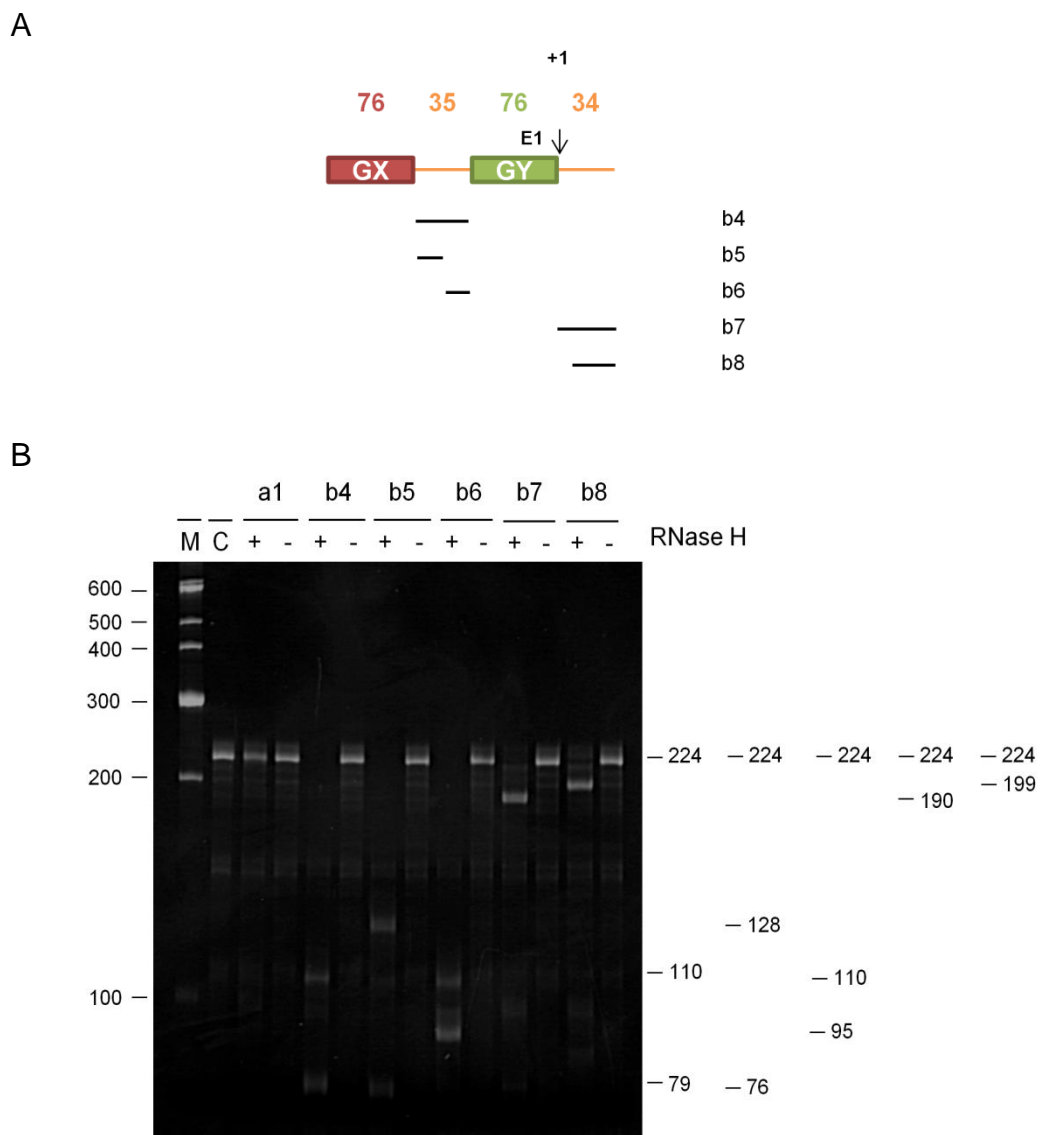 A
+1
76 35 76 34
E1
GX GY
b4
b5
b6
b7
b8
B
a1 b4 b5 b6 b7 b8
M C + - + - + - + - + - + - RNase H
600 –
500 –
400 –
300 –
200 –
100 –
– 224 – 224 – 224 – 224 – 224
– 199
– 190
– 128
– 110 – 110
– 95
– 79 – 76